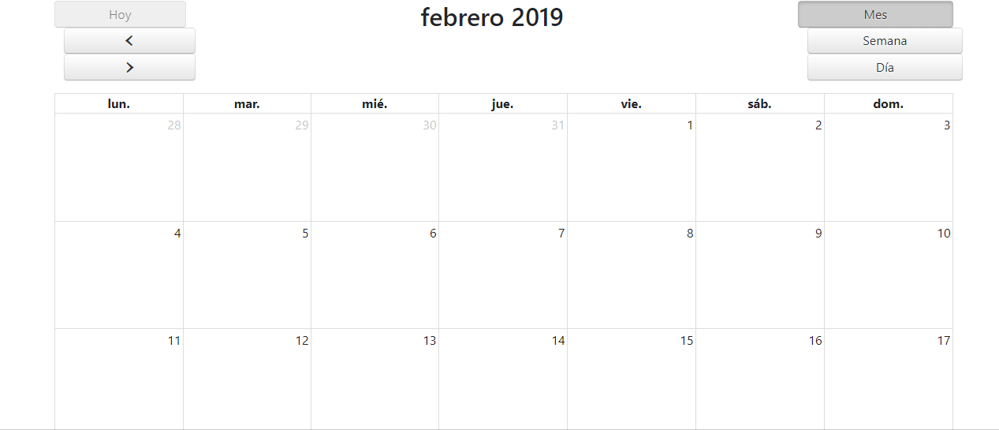 Hoy
<
>
febrero 2019
Mes
Semana
Día
lun. mar. mié. jue. vie. sáb. dom.
28 29 30 31 1 2 3
4 5 6 7 8 9 10
11 12 13 14 15 16 17